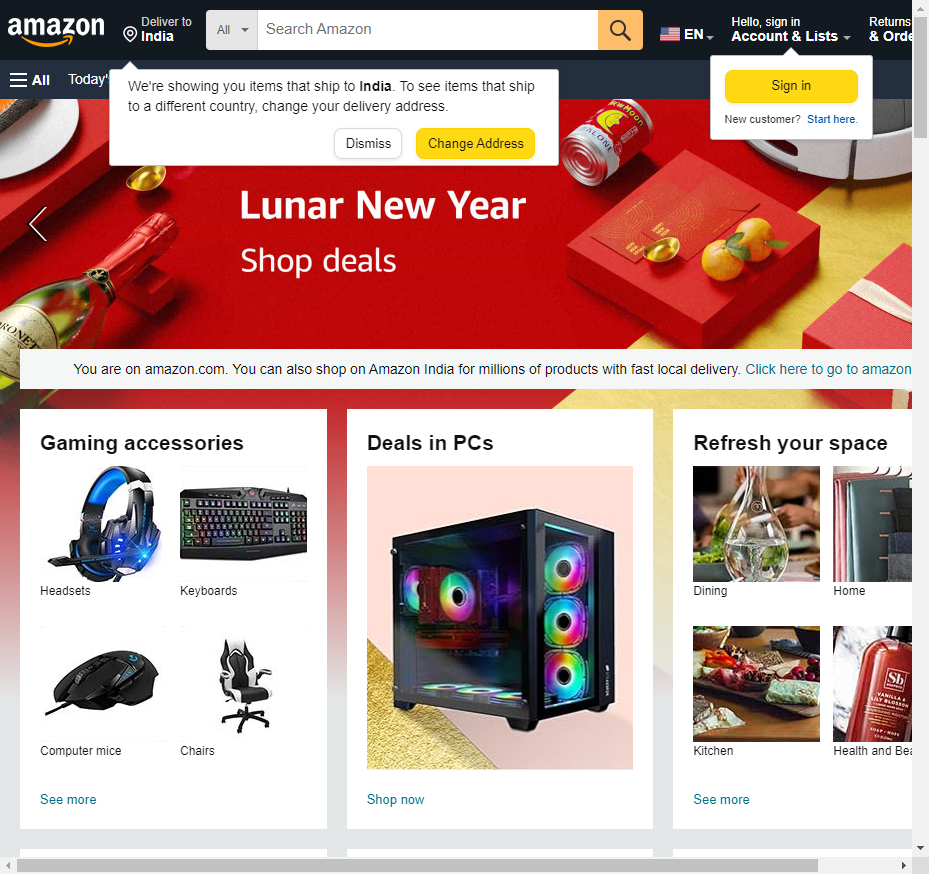 amazon
Deliver to
India
All
Search Amazon
EN
Hello, sign in
Account & Lists
Returns
& Orde
All
Today'
We're showing you items that ship to India. To see items that ship
to a different country, change your delivery address.
Dismiss
Change Address
Sign in
New customer? Start here.
Lunar New Year
Shop deals
You are on amazon.com. You can also shop on Amazon India for millions of products with fast local delivery. Click here to go to amazon
Gaming accessories
Headsets
Keyboards
Computer mice
Chairs
See more
Deals in PCs
Shop now
Refresh your space
Dining
Home
Kitchen
Sb
VANILLA &
LILY BLOSSOM
Health and Bea
See more